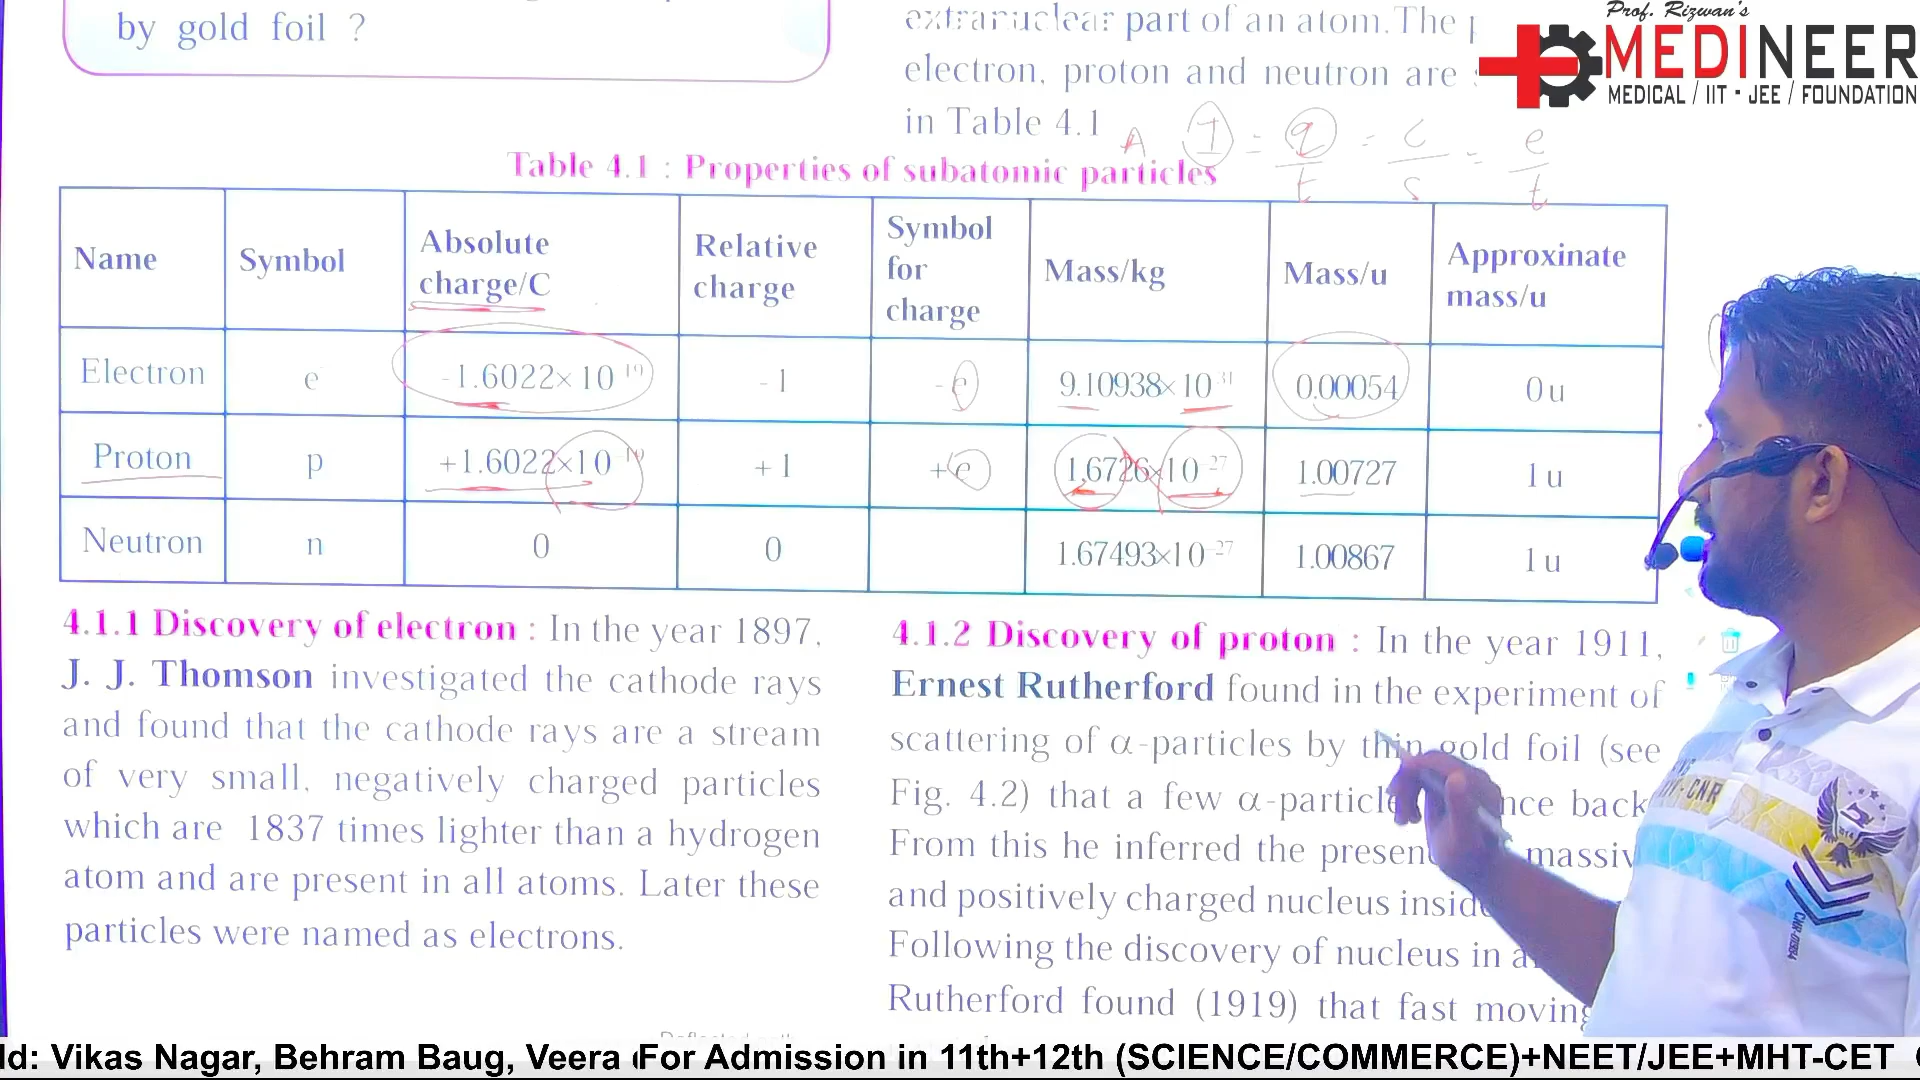 by gold foil ?
extranuclear part of an atom. The
electron, proton and neutron are
in Table 4.1
Prof. Rizwan's
MEDINEER
MEDICAL / IIT - JEE / FOUNDATION
A I = q/t = c/s = e/t
Table 4.1 : Properties of subatomic particles
Name Symbol Absolute charge/C Relative charge Symbol for charge Mass/kg Mass/u Approxinate mass/u
Electron e -1.6022×10⁻¹⁹ -1 -e 9.10938×10⁻³¹ 0.00054 0 u
Proton p +1.6022×10⁻¹⁹ +1 +e 1.6726×10⁻²⁷ 1.00727 1 u
Neutron n 0 0 1.67493×10⁻²⁷ 1.00867 1 u
4.1.1 Discovery of electron : In the year 1897,
J. J. Thomson investigated the cathode rays
and found that the cathode rays are a stream
of very small, negatively charged particles
which are 1837 times lighter than a hydrogen
atom and are present in all atoms. Later these
particles were named as electrons.
4.1.2 Discovery of proton : In the year 1911,
Ernest Rutherford found in the experiment of
scattering of α-particles by thin gold foil (see
Fig. 4.2) that a few α-particle back
From this he inferred the presen massiv
and positively charged nucleus insid
Following the discovery of nucleus in a
Rutherford found (1919) that fast moving
CNR
ld: Vikas Nagar, Behram Baug, Veera For Admission in 11th+12th (SCIENCE/COMMERCE)+NEET/JEE+MHT-CET